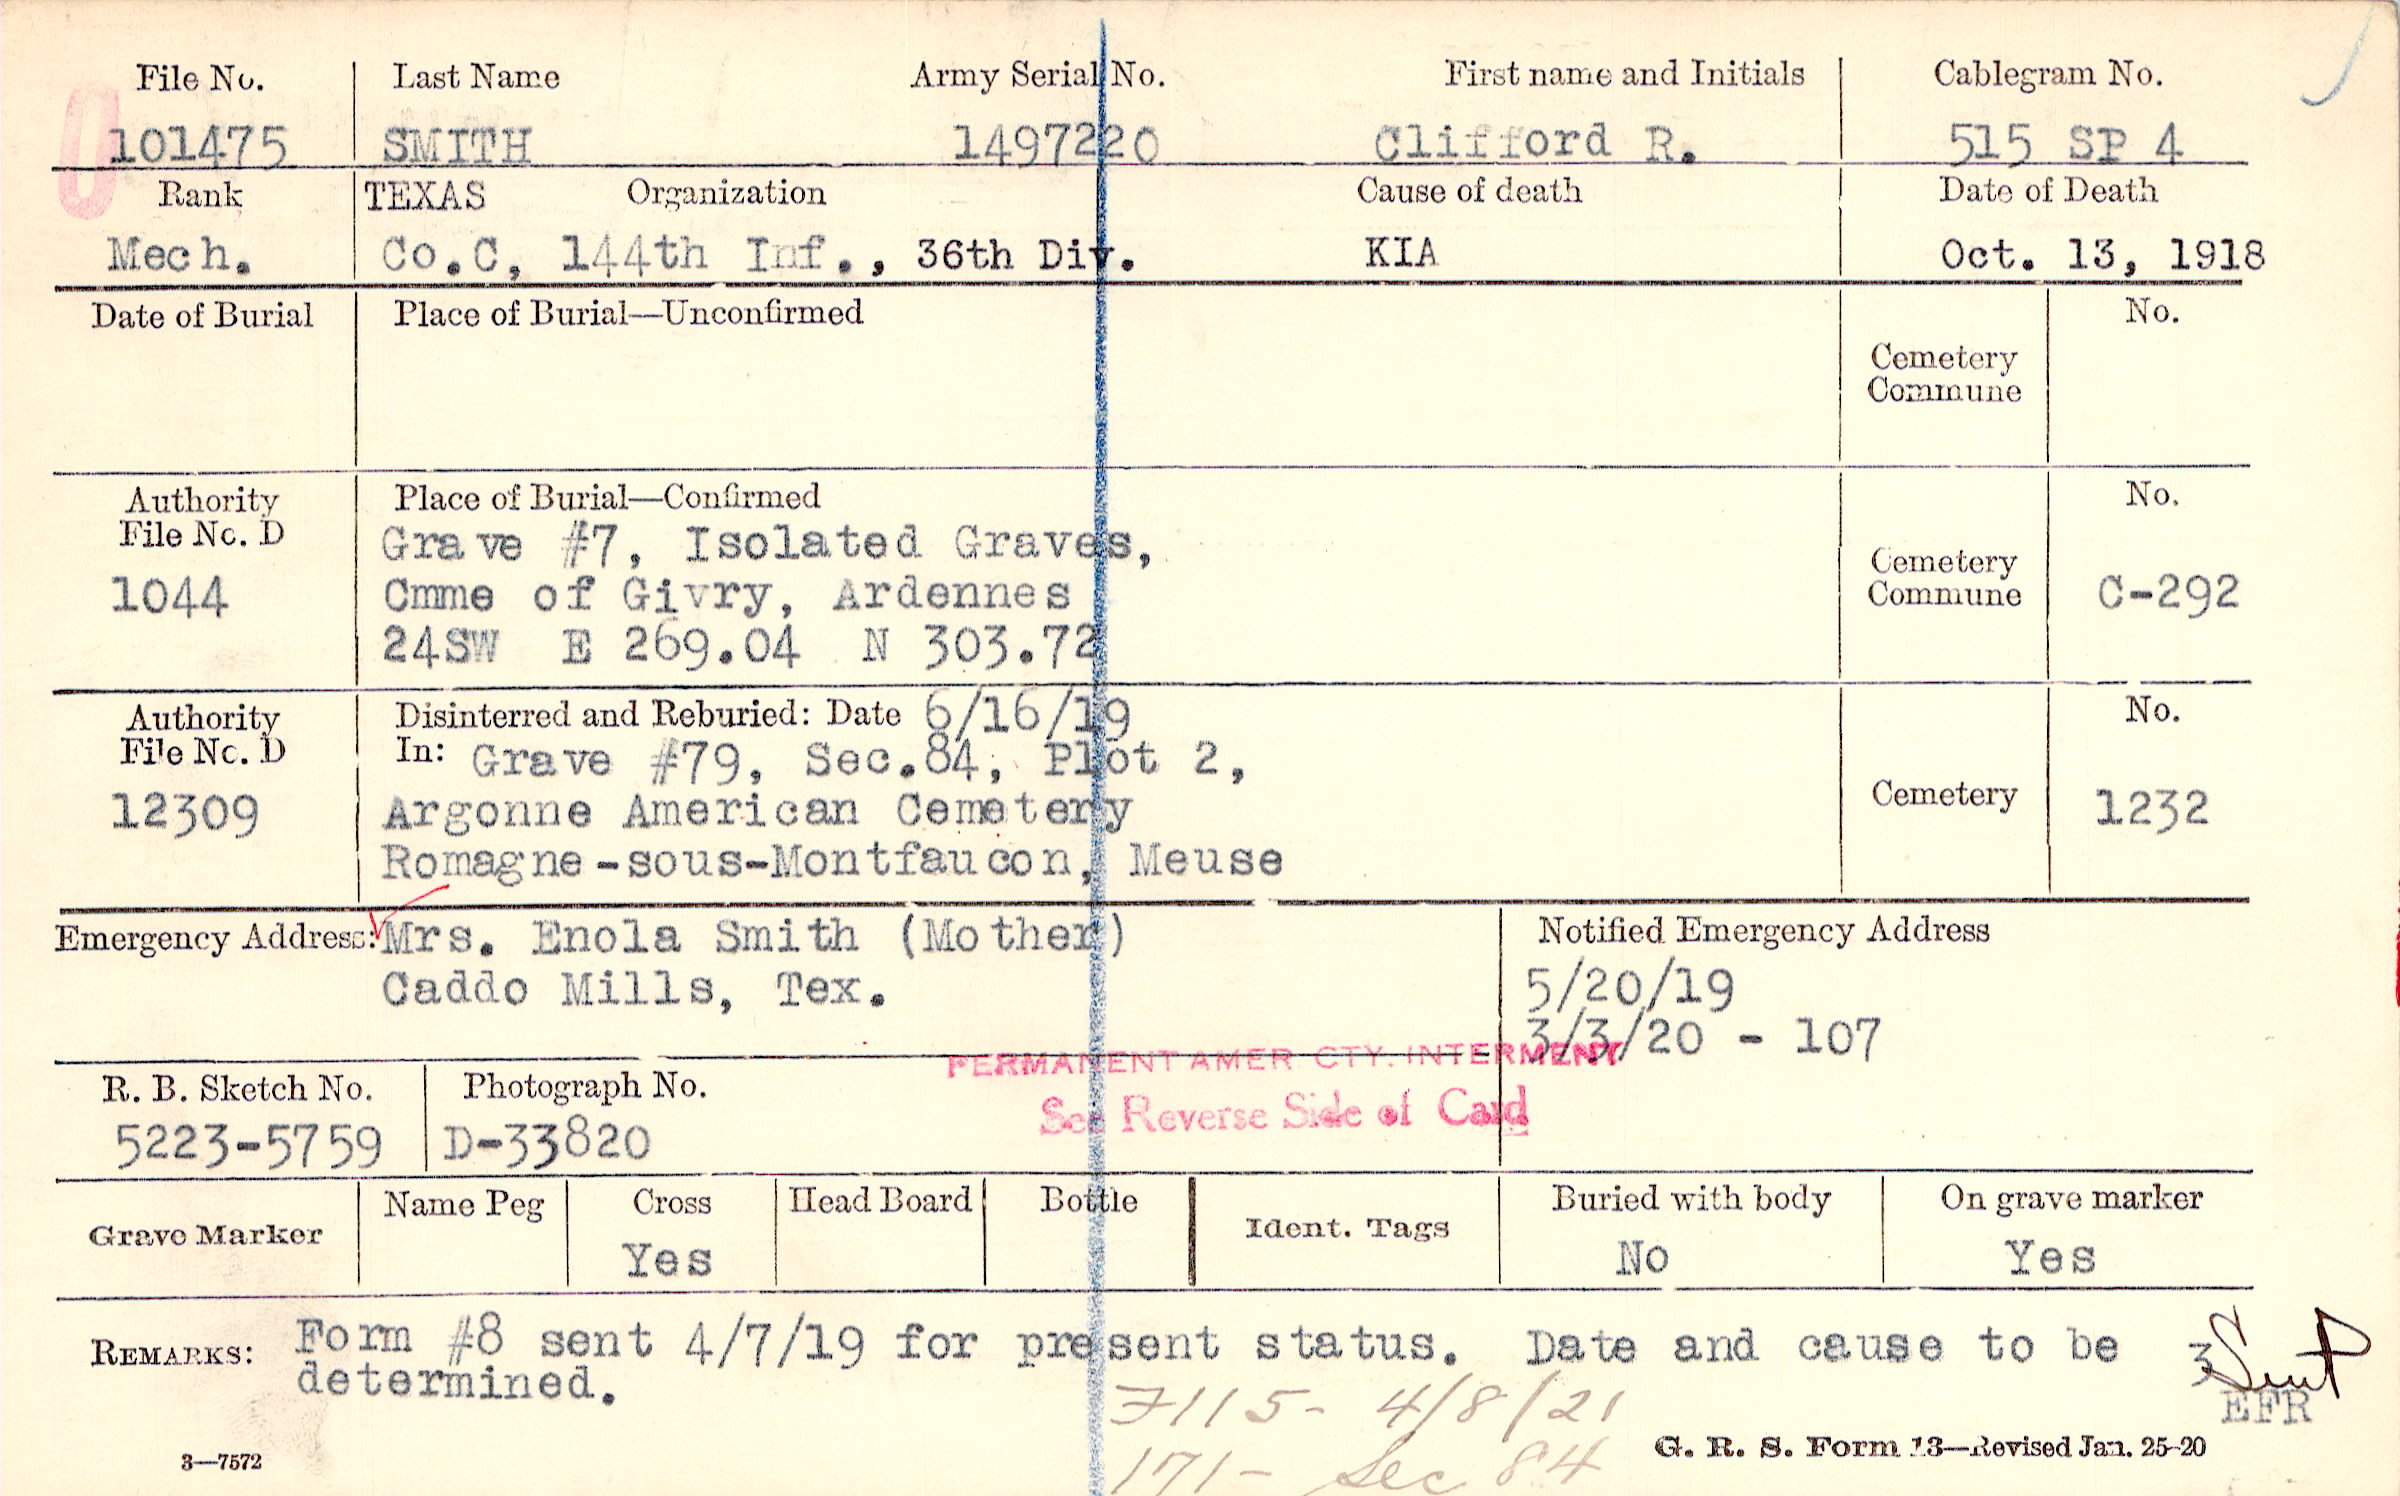 File No. Last Name Army Serial No. First name and Initials Cablegram No.
0
101475 SMITH 1497220 Clifford R. 515 SP 4
Rank TEXAS Organization Cause of death Date of Death
Mech. Co.C, 144th Inf., 36th Div. KIA Oct. 13, 1918
Date of Burial Place of Burial—Unconfirmed No.
Cemetery
Commune
Authority Place of Burial—Confirmed No.
File No. D Grave #7, Isolated Graves,
1044 Cmme of Givry, Ardennes Cemetery
Commune C-292
24SW E 269.04 N 303.72
Authority Disinterred and Reburied: Date 6/16/19 No.
File No. D In: Grave #79, Sec.84, Plot 2,
12309 Argonne American Cemetery Cemetery 1232
Romagne-sous-Montfaucon, Meuse
Emergency Address: Mrs. Enola Smith (Mother) Notified Emergency Address
Caddo Mills, Tex. 5/20/19
3/3/20 - 107
PERMANENT AMER CTY. INTERMENT
R. B. Sketch No. Photograph No. See Reverse Side of Card
5223-5759 D-33820
Grave Marker Name Peg Cross Head Board Bottle Ident. Tags Buried with body On grave marker
Yes No Yes
REMARKS: Form #8 sent 4/7/19 for present status. Date and cause to be
determined.
3 Sent
7115- 4/8/21 EFR
171- Sec 84
3—7572 G. R. S. Form 13—Revised Jan. 25-20